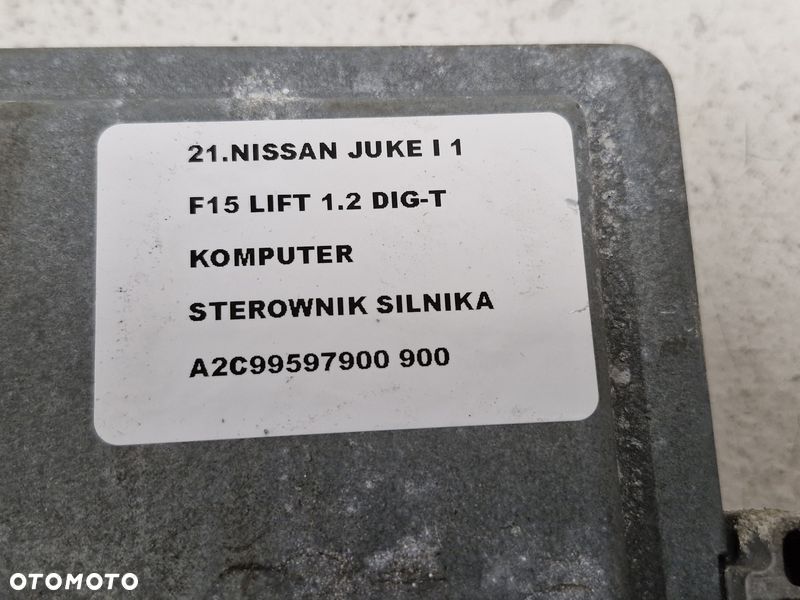 21.NISSAN JUKE I 1
F15 LIFT 1.2 DIG-T
KOMPUTER
STEROWNIK SILNIKA
A2C99597900 900
OTOMOTO